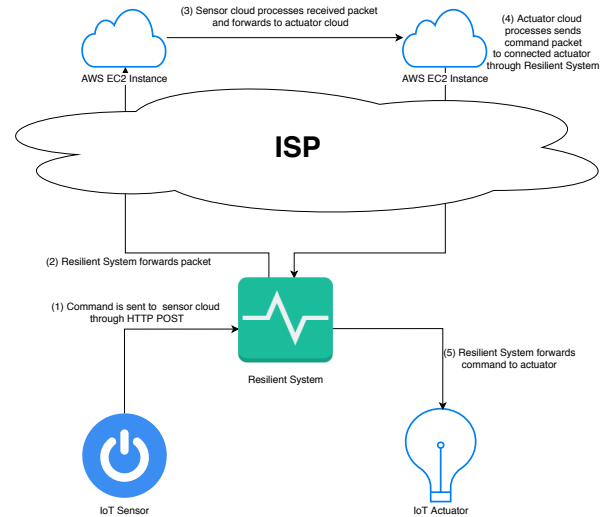 (3) Sensor cloud processes received packet
and forwards to actuator cloud
(4) Actuator cloud
processes sends
command packet
to connected actuator
through Resilient System
AWS EC2 Instance
AWS EC2 Instance
ISP
(2) Resilient System forwards packet
(1) Command is sent to sensor cloud
through HTTP POST
(5) Resilient System forwards
command to actuator
Resilient System
IoT Sensor
IoT Actuator